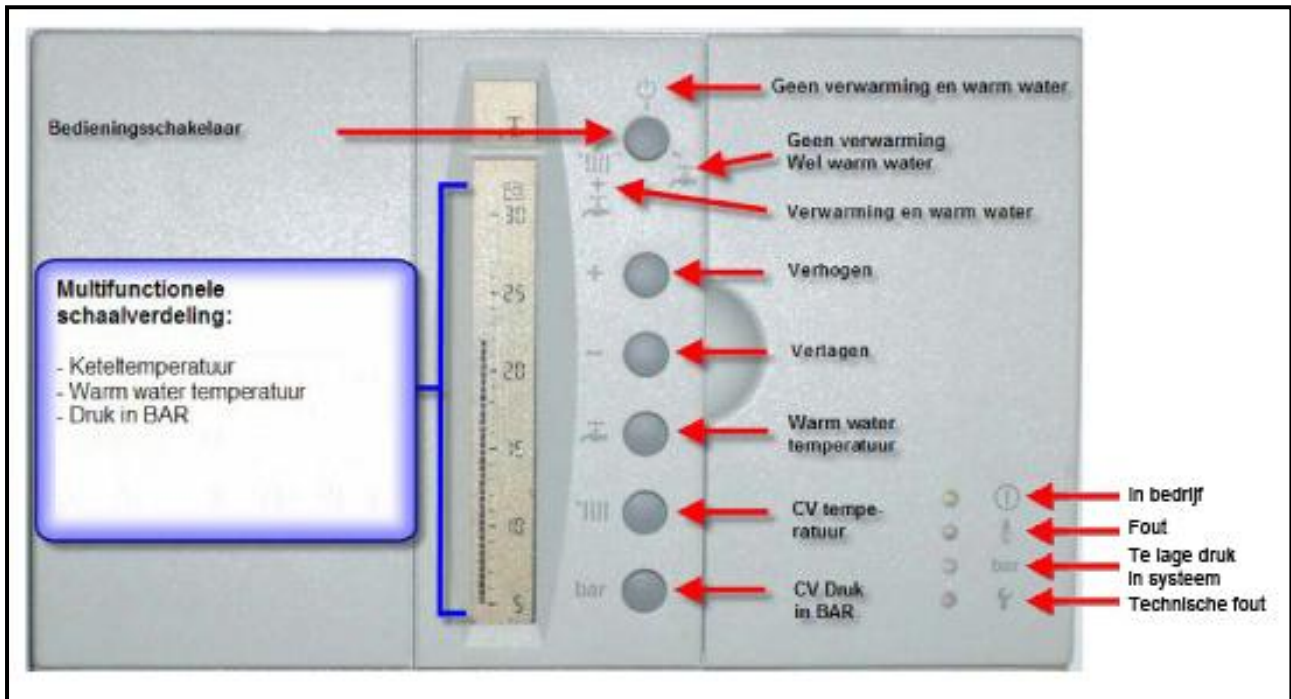 Bedieningsschakelaar
Geen verwarming en warm water
Geen verwarming
Wel warm water
Verwarming en warm water
Multifunctionele
schaalverdeling:
- Keteltemperatuur
- Warm water temperatuur
- Druk in BAR
30
25
20
15
10
5
+
-
bar
Verhogen
Verlagen
Warm water
temperatuur
CV tempe-
ratuur
CV Druk
in BAR
bar
In bedrijf
Fout
Te lage druk
In systeem
Technische fout